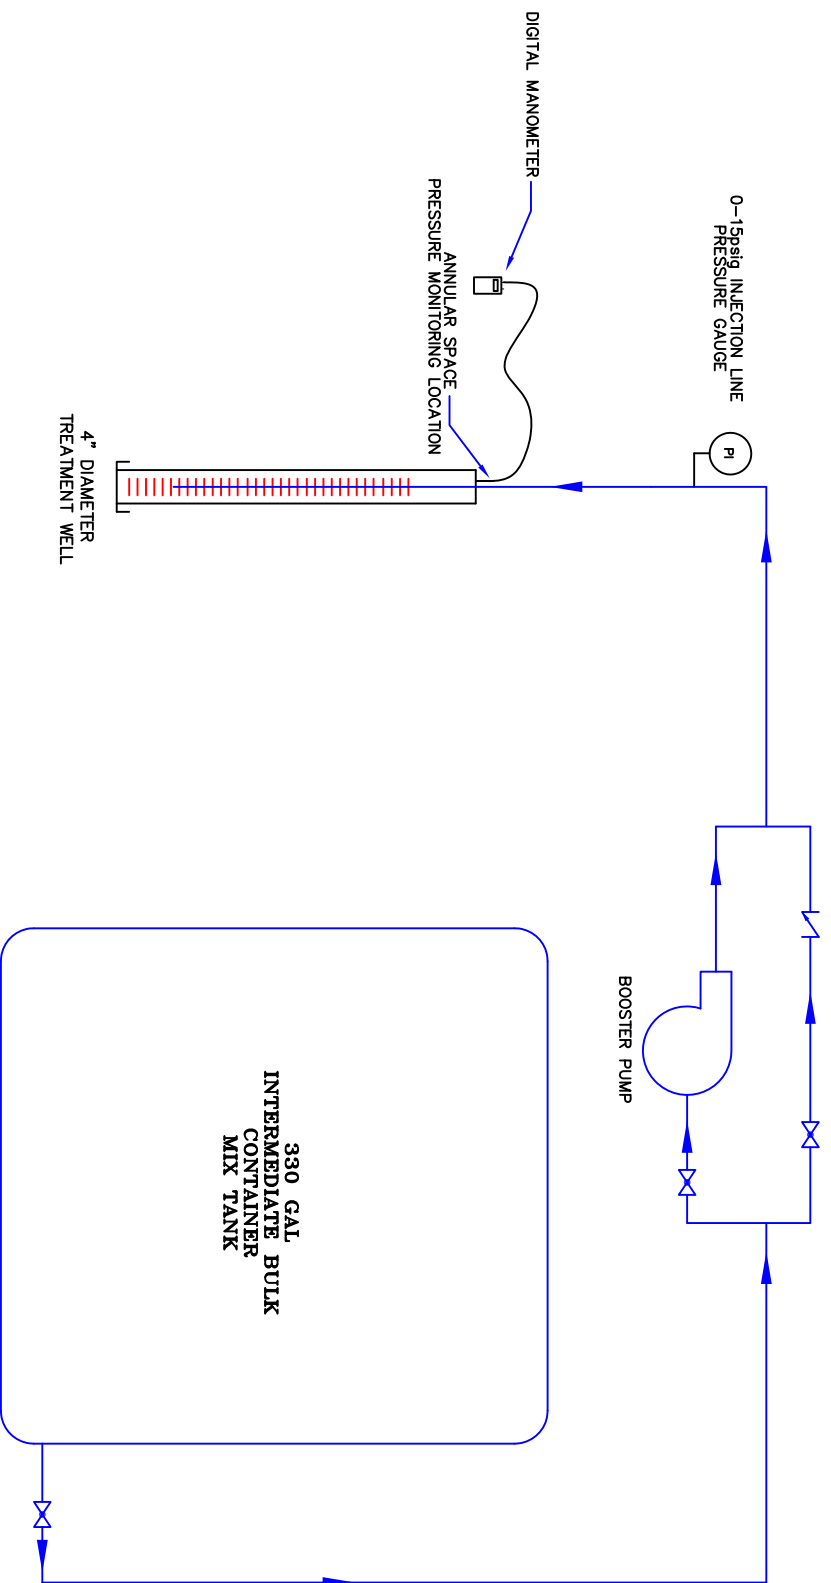 0-15psig INJECTION LINE
PRESSURE GAUGE
PI
DIGITAL MANOMETER
ANNULAR SPACE
PRESSURE MONITORING LOCATION
4" DIAMETER
TREATMENT WELL
BOOSTER PUMP
330 GAL
INTERMEDIATE BULK
CONTAINER
MIX TANK